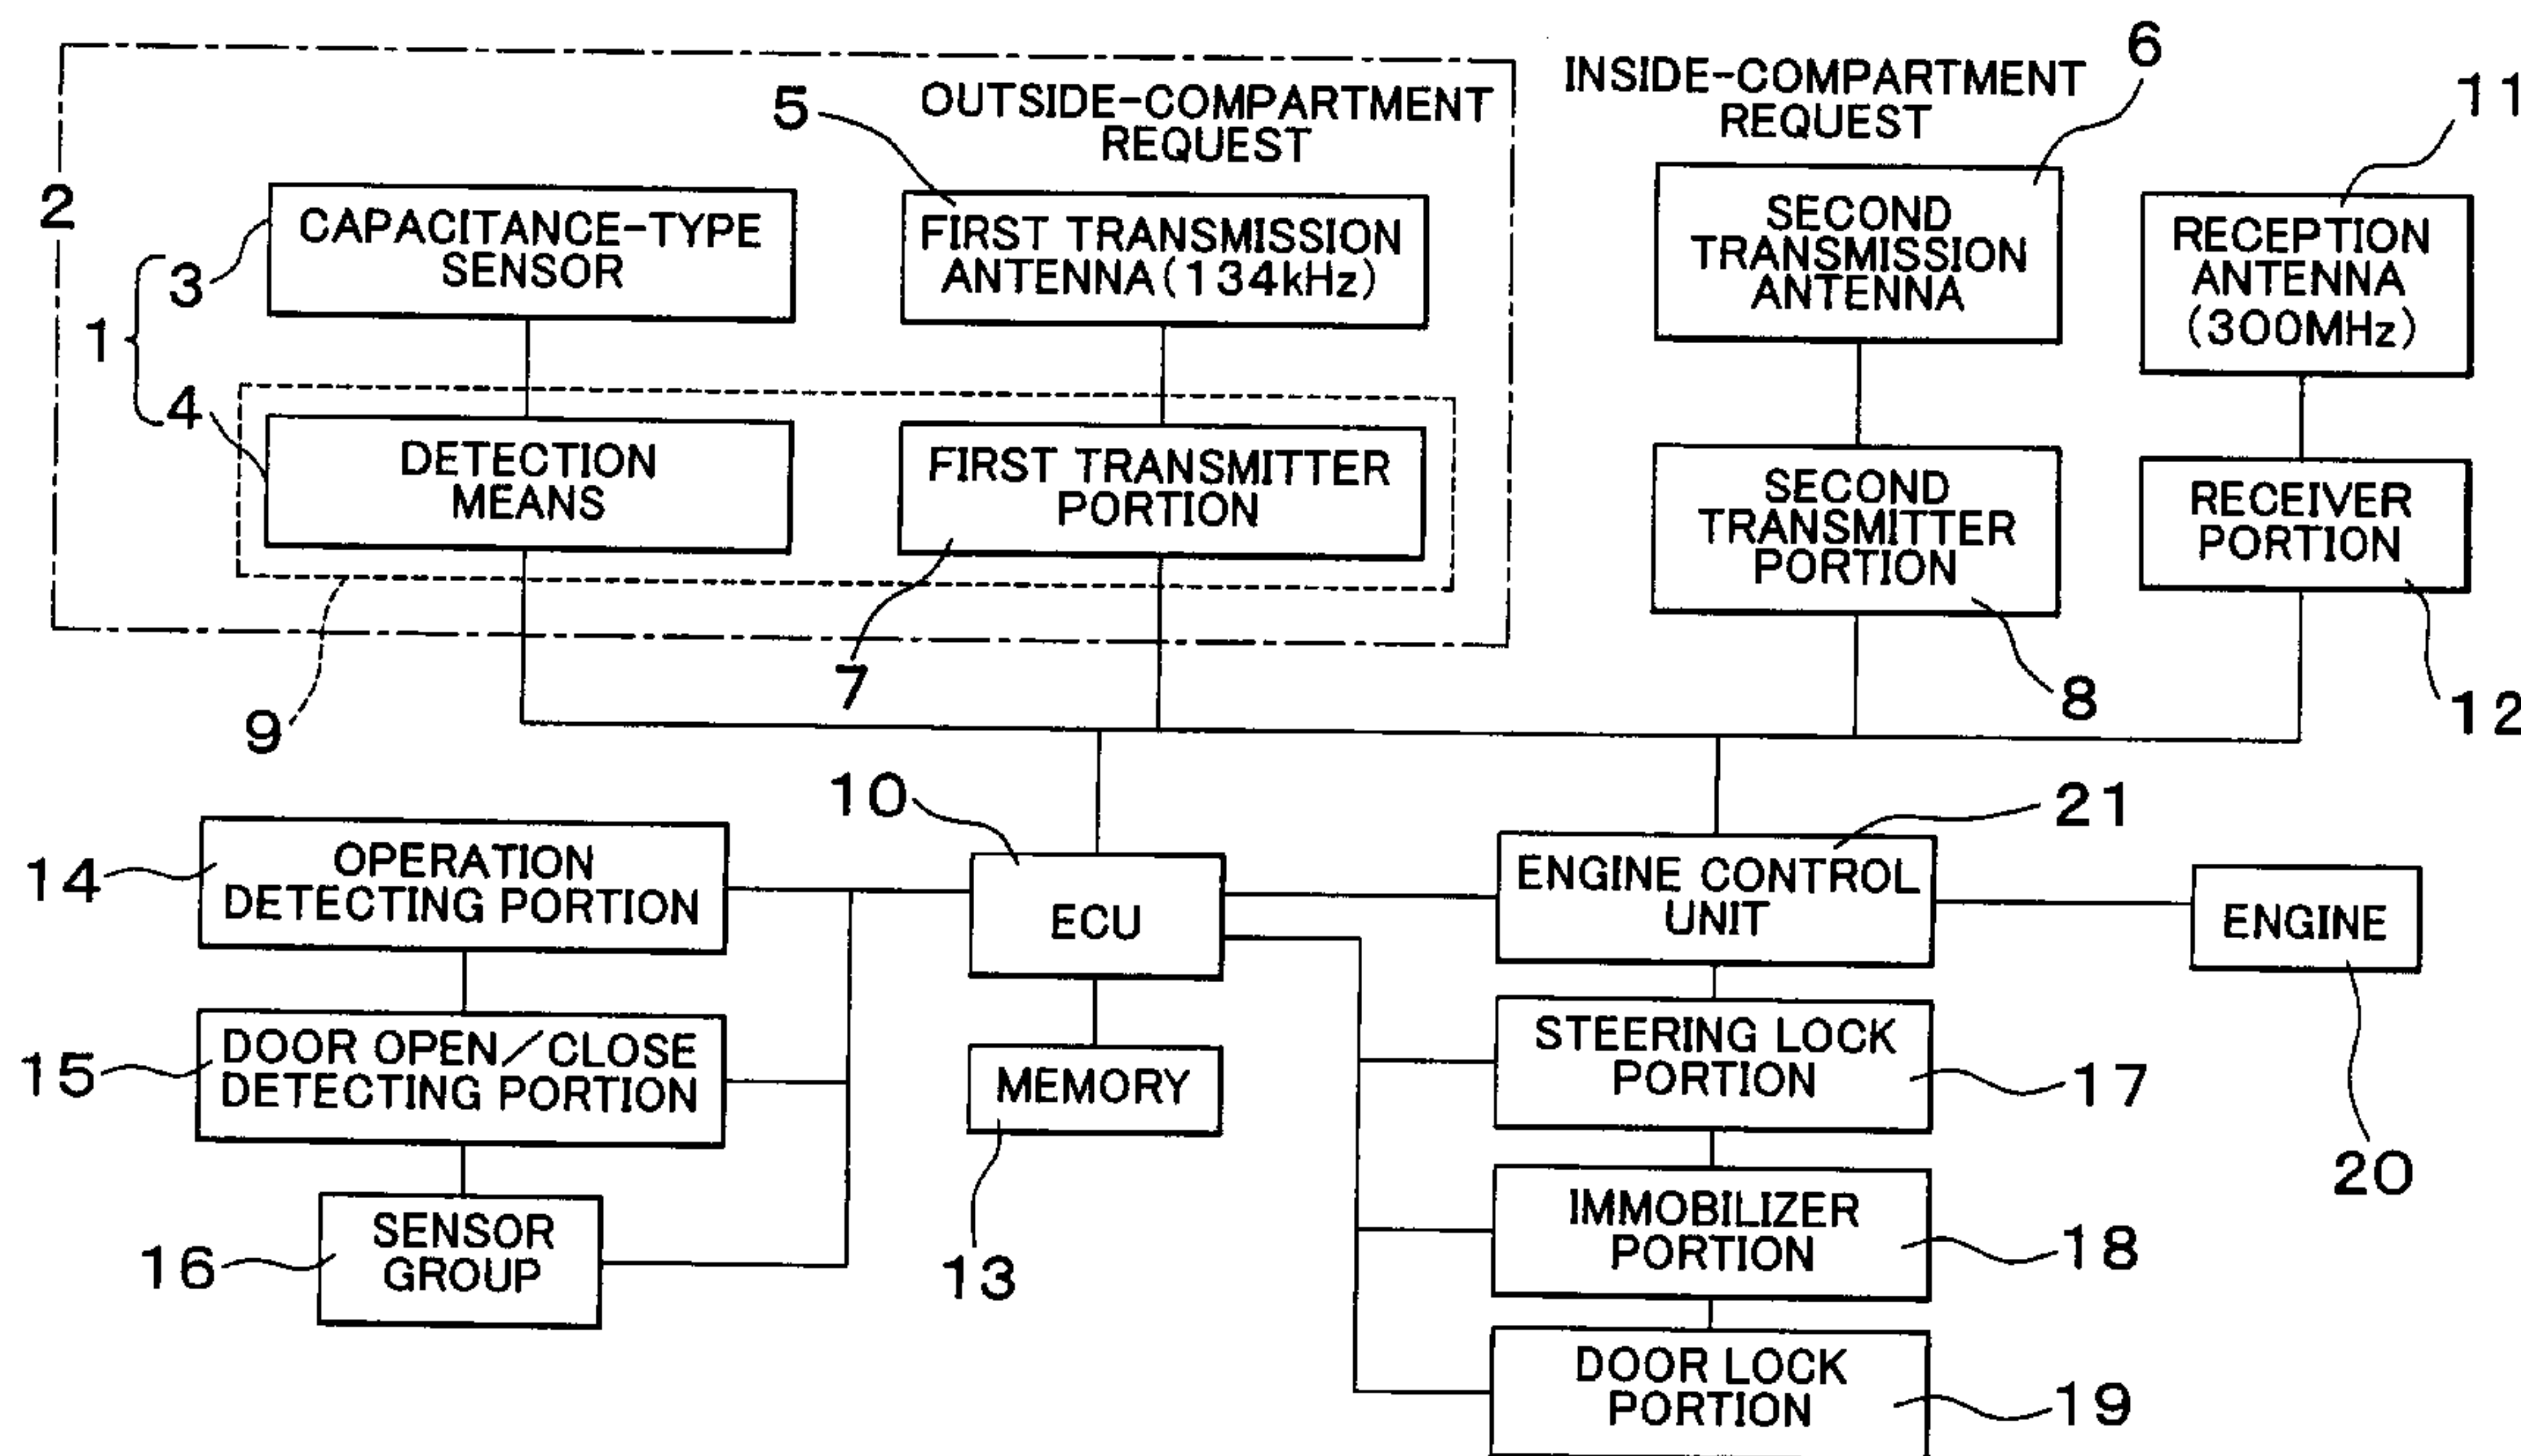 6
INSIDE-COMPARTMENT
REQUEST
11
5
OUTSIDE-COMPARTMENT
REQUEST
2
CAPACITANCE-TYPE
SENSOR
FIRST TRANSMISSION
ANTENNA(134kHz)
SECOND
TRANSMISSION
ANTENNA
RECEPTION
ANTENNA
(300MHz)
3
1
4
DETECTION
MEANS
FIRST TRANSMITTER
PORTION
SECOND
TRANSMITTER
PORTION
RECEIVER
PORTION
9
7
8
12
10
21
14
OPERATION
DETECTING PORTION
ECU
ENGINE CONTROL
UNIT
ENGINE
15
DOOR OPEN/CLOSE
DETECTING PORTION
MEMORY
STEERING LOCK
PORTION
17
20
16
SENSOR
GROUP
13
IMMOBILIZER
PORTION
18
DOOR LOCK
PORTION
19